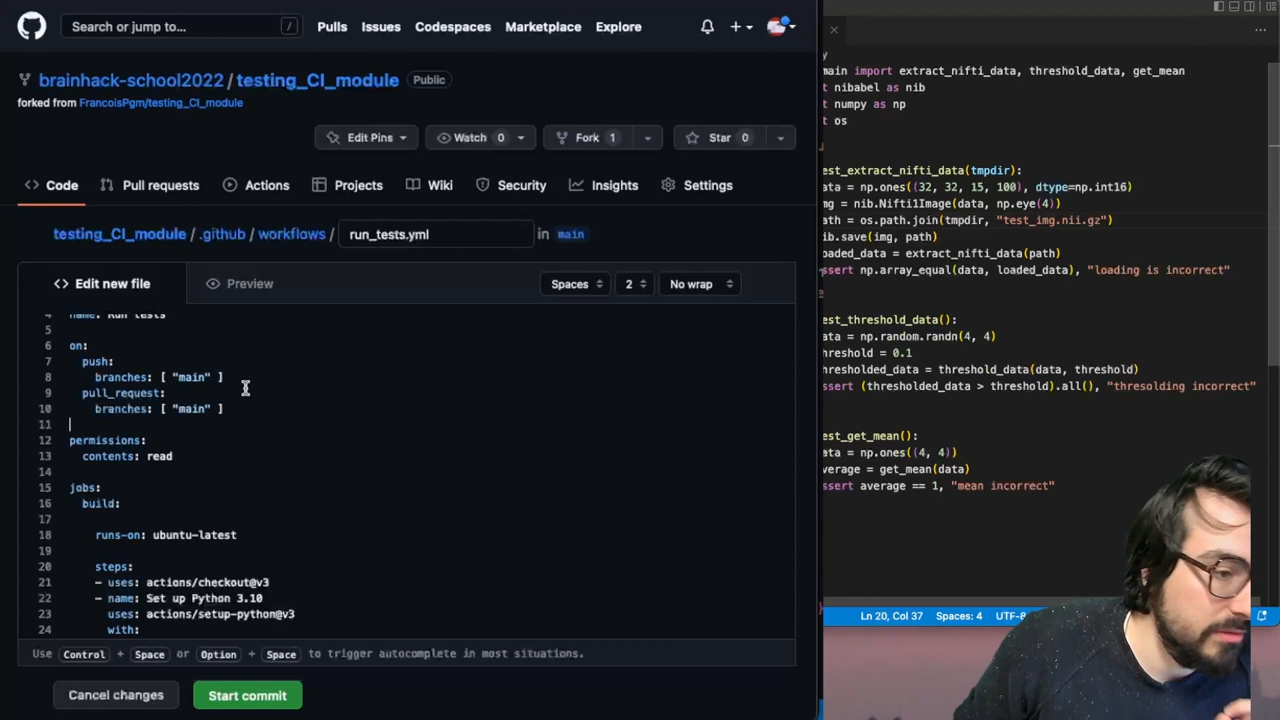 Search or jump to... /
Pulls Issues Codespaces Marketplace Explore
brainhack-school2022 / testing_CI_module Public
forked from FrancoisPgm/testing_CI_module
Edit Pins Watch 0 Fork 1 Star 0
Code Pull requests Actions Projects Wiki Security Insights Settings
testing_CI_module / .github / workflows / run_tests.yml in main
Edit new file Preview Spaces 2 No wrap
4 name: Run tests
5
6 on:
7 push:
8 branches: [ "main" ]
9 pull_request:
10 branches: [ "main" ]
11
12 permissions:
13 contents: read
14
15 jobs:
16 build:
17
18 runs-on: ubuntu-latest
19
20 steps:
21 - uses: actions/checkout@v3
22 - name: Set up Python 3.10
23 uses: actions/setup-python@v3
24 with:
Use Control + Space or Option + Space to trigger autocomplete in most situations.
Cancel changes Start commit
main import extract_nifti_data, threshold_data, get_mean
t nibabel as nib
t numpy as np
t os
est_extract_nifti_data(tmpdir):
ata = np.ones((32, 32, 15, 100), dtype=np.int16)
mg = nib.Nifti1Image(data, np.eye(4))
ath = os.path.join(tmpdir, "test_img.nii.gz")
ib.save(img, path)
oaded_data = extract_nifti_data(path)
ssert np.array_equal(data, loaded_data), "loading is incorrect"
est_threshold_data():
ata = np.random.randn(4, 4)
hreshold = 0.1
hresholded_data = threshold_data(data, threshold)
ssert (thresholded_data > threshold).all(), "thresolding incorrect"
est_get_mean():
ata = np.ones((4, 4))
verage = get_mean(data)
ssert average == 1, "mean incorrect"
Ln 20, Col 37 Spaces: 4 UTF-8